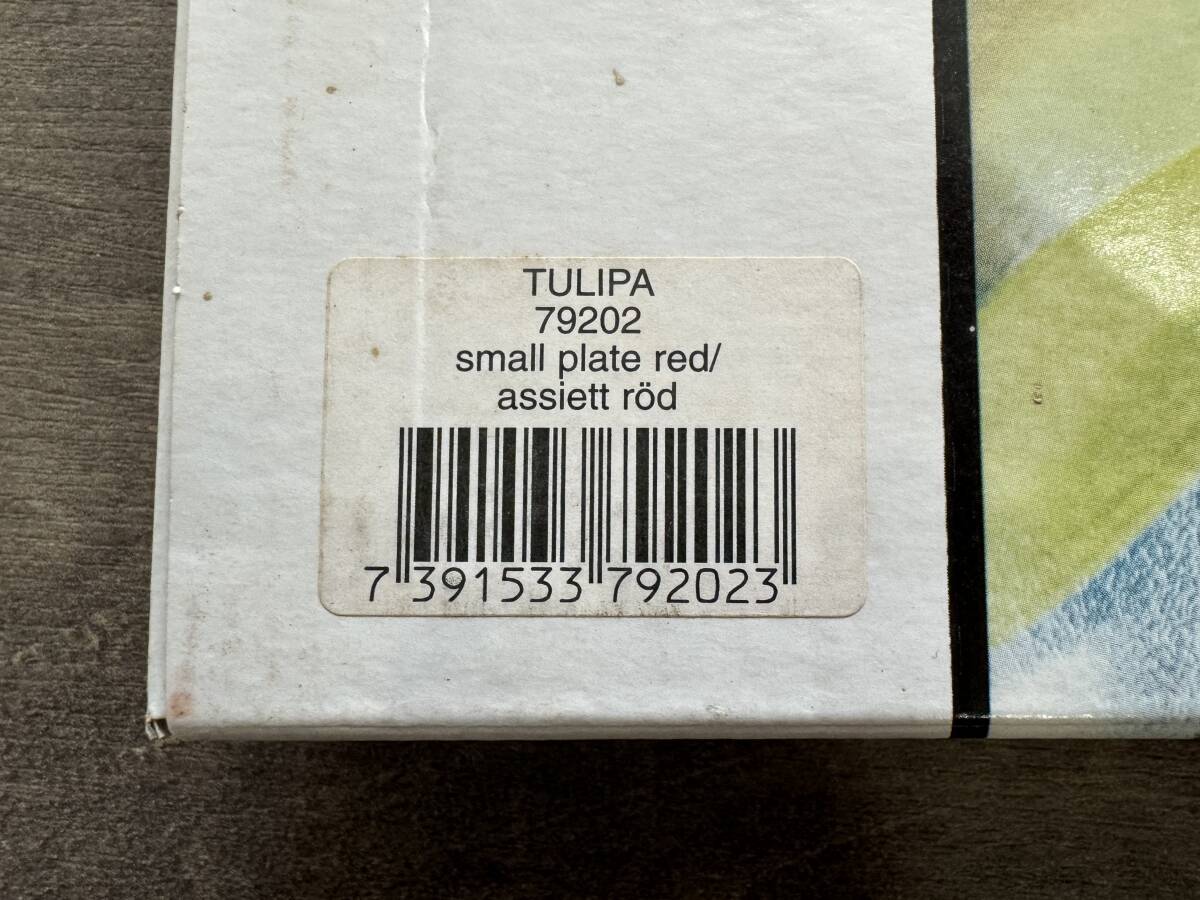 TULIPA
79202
small plate red/
assiett röd
7 391533 792023